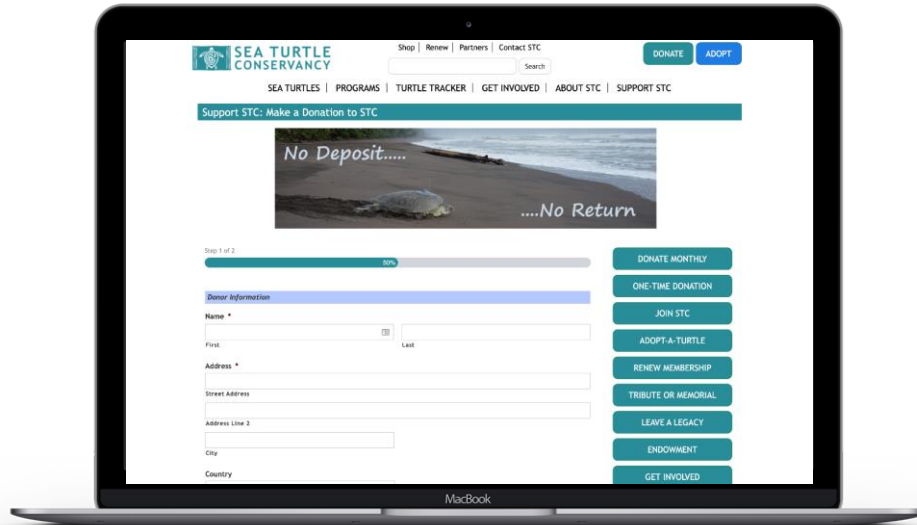 SEA TURTLE
CONSERVANCY
Shop | Renew | Partners | Contact STC
Search
DONATE
ADOPT
SEA TURTLES | PROGRAMS | TURTLE TRACKER | GET INVOLVED | ABOUT STC | SUPPORT STC
Support STC: Make a Donation to STC
No Deposit.....
....No Return
Step 1 of 2
50%
Donor Information
Name *
First
Last
Address *
Street Address
Address Line 2
City
Country
DONATE MONTHLY
ONE-TIME DONATION
JOIN STC
ADOPT-A-TURTLE
RENEW MEMBERSHIP
TRIBUTE OR MEMORIAL
LEAVE A LEGACY
ENDOWMENT
GET INVOLVED
MacBook